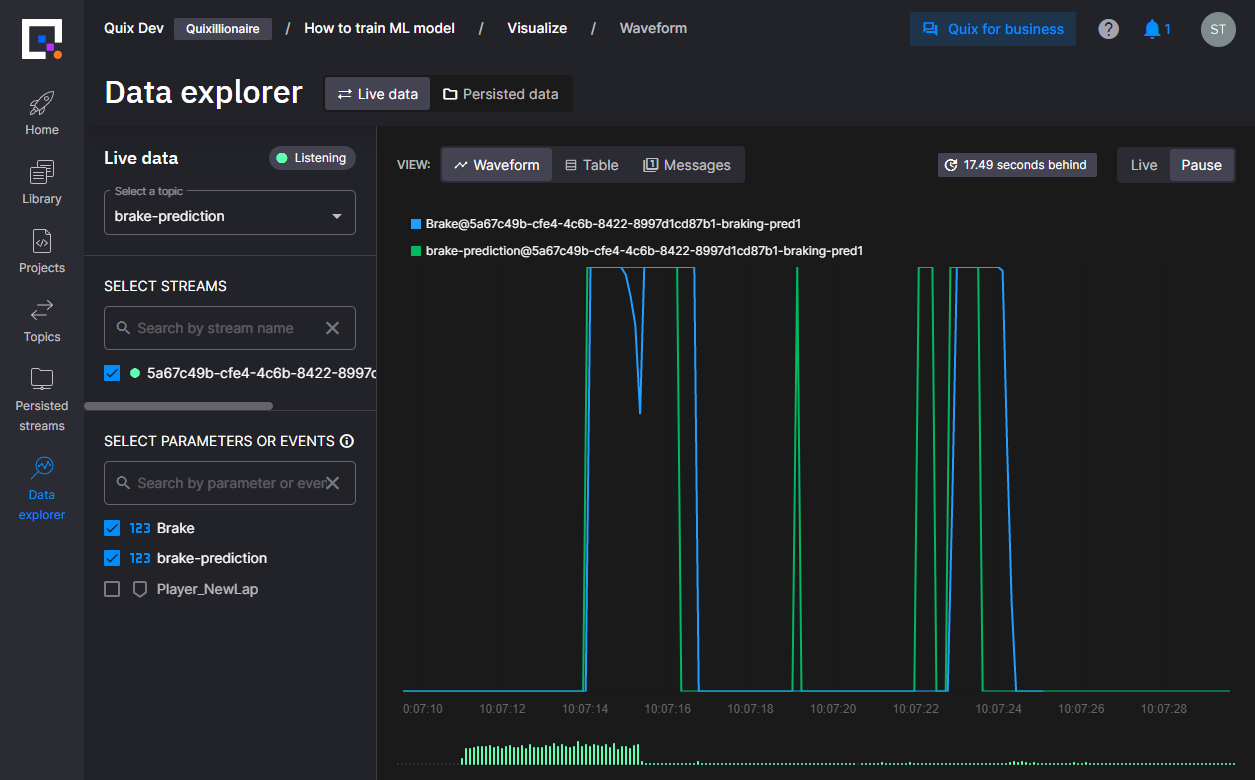 Quix Dev Quixillionaire / How to train ML model / Visualize / Waveform
Quix for business ? 1 ST
Data explorer Live data Persisted data
Home
Library
Projects
Topics
Persisted
streams
Data
explorer
Live data Listening
Select a topic
brake-prediction
SELECT STREAMS
Search by stream name
5a67c49b-cfe4-4c6b-8422-8997d
SELECT PARAMETERS OR EVENTS
Search by parameter or even
123 Brake
123 brake-prediction
Player_NewLap
VIEW: Waveform Table Messages
17.49 seconds behind Live Pause
Brake@5a67c49b-cfe4-4c6b-8422-8997d1cd87b1-braking-pred1
brake-prediction@5a67c49b-cfe4-4c6b-8422-8997d1cd87b1-braking-pred1
0:07:10 10:07:12 10:07:14 10:07:16 10:07:18 10:07:20 10:07:22 10:07:24 10:07:26 10:07:28